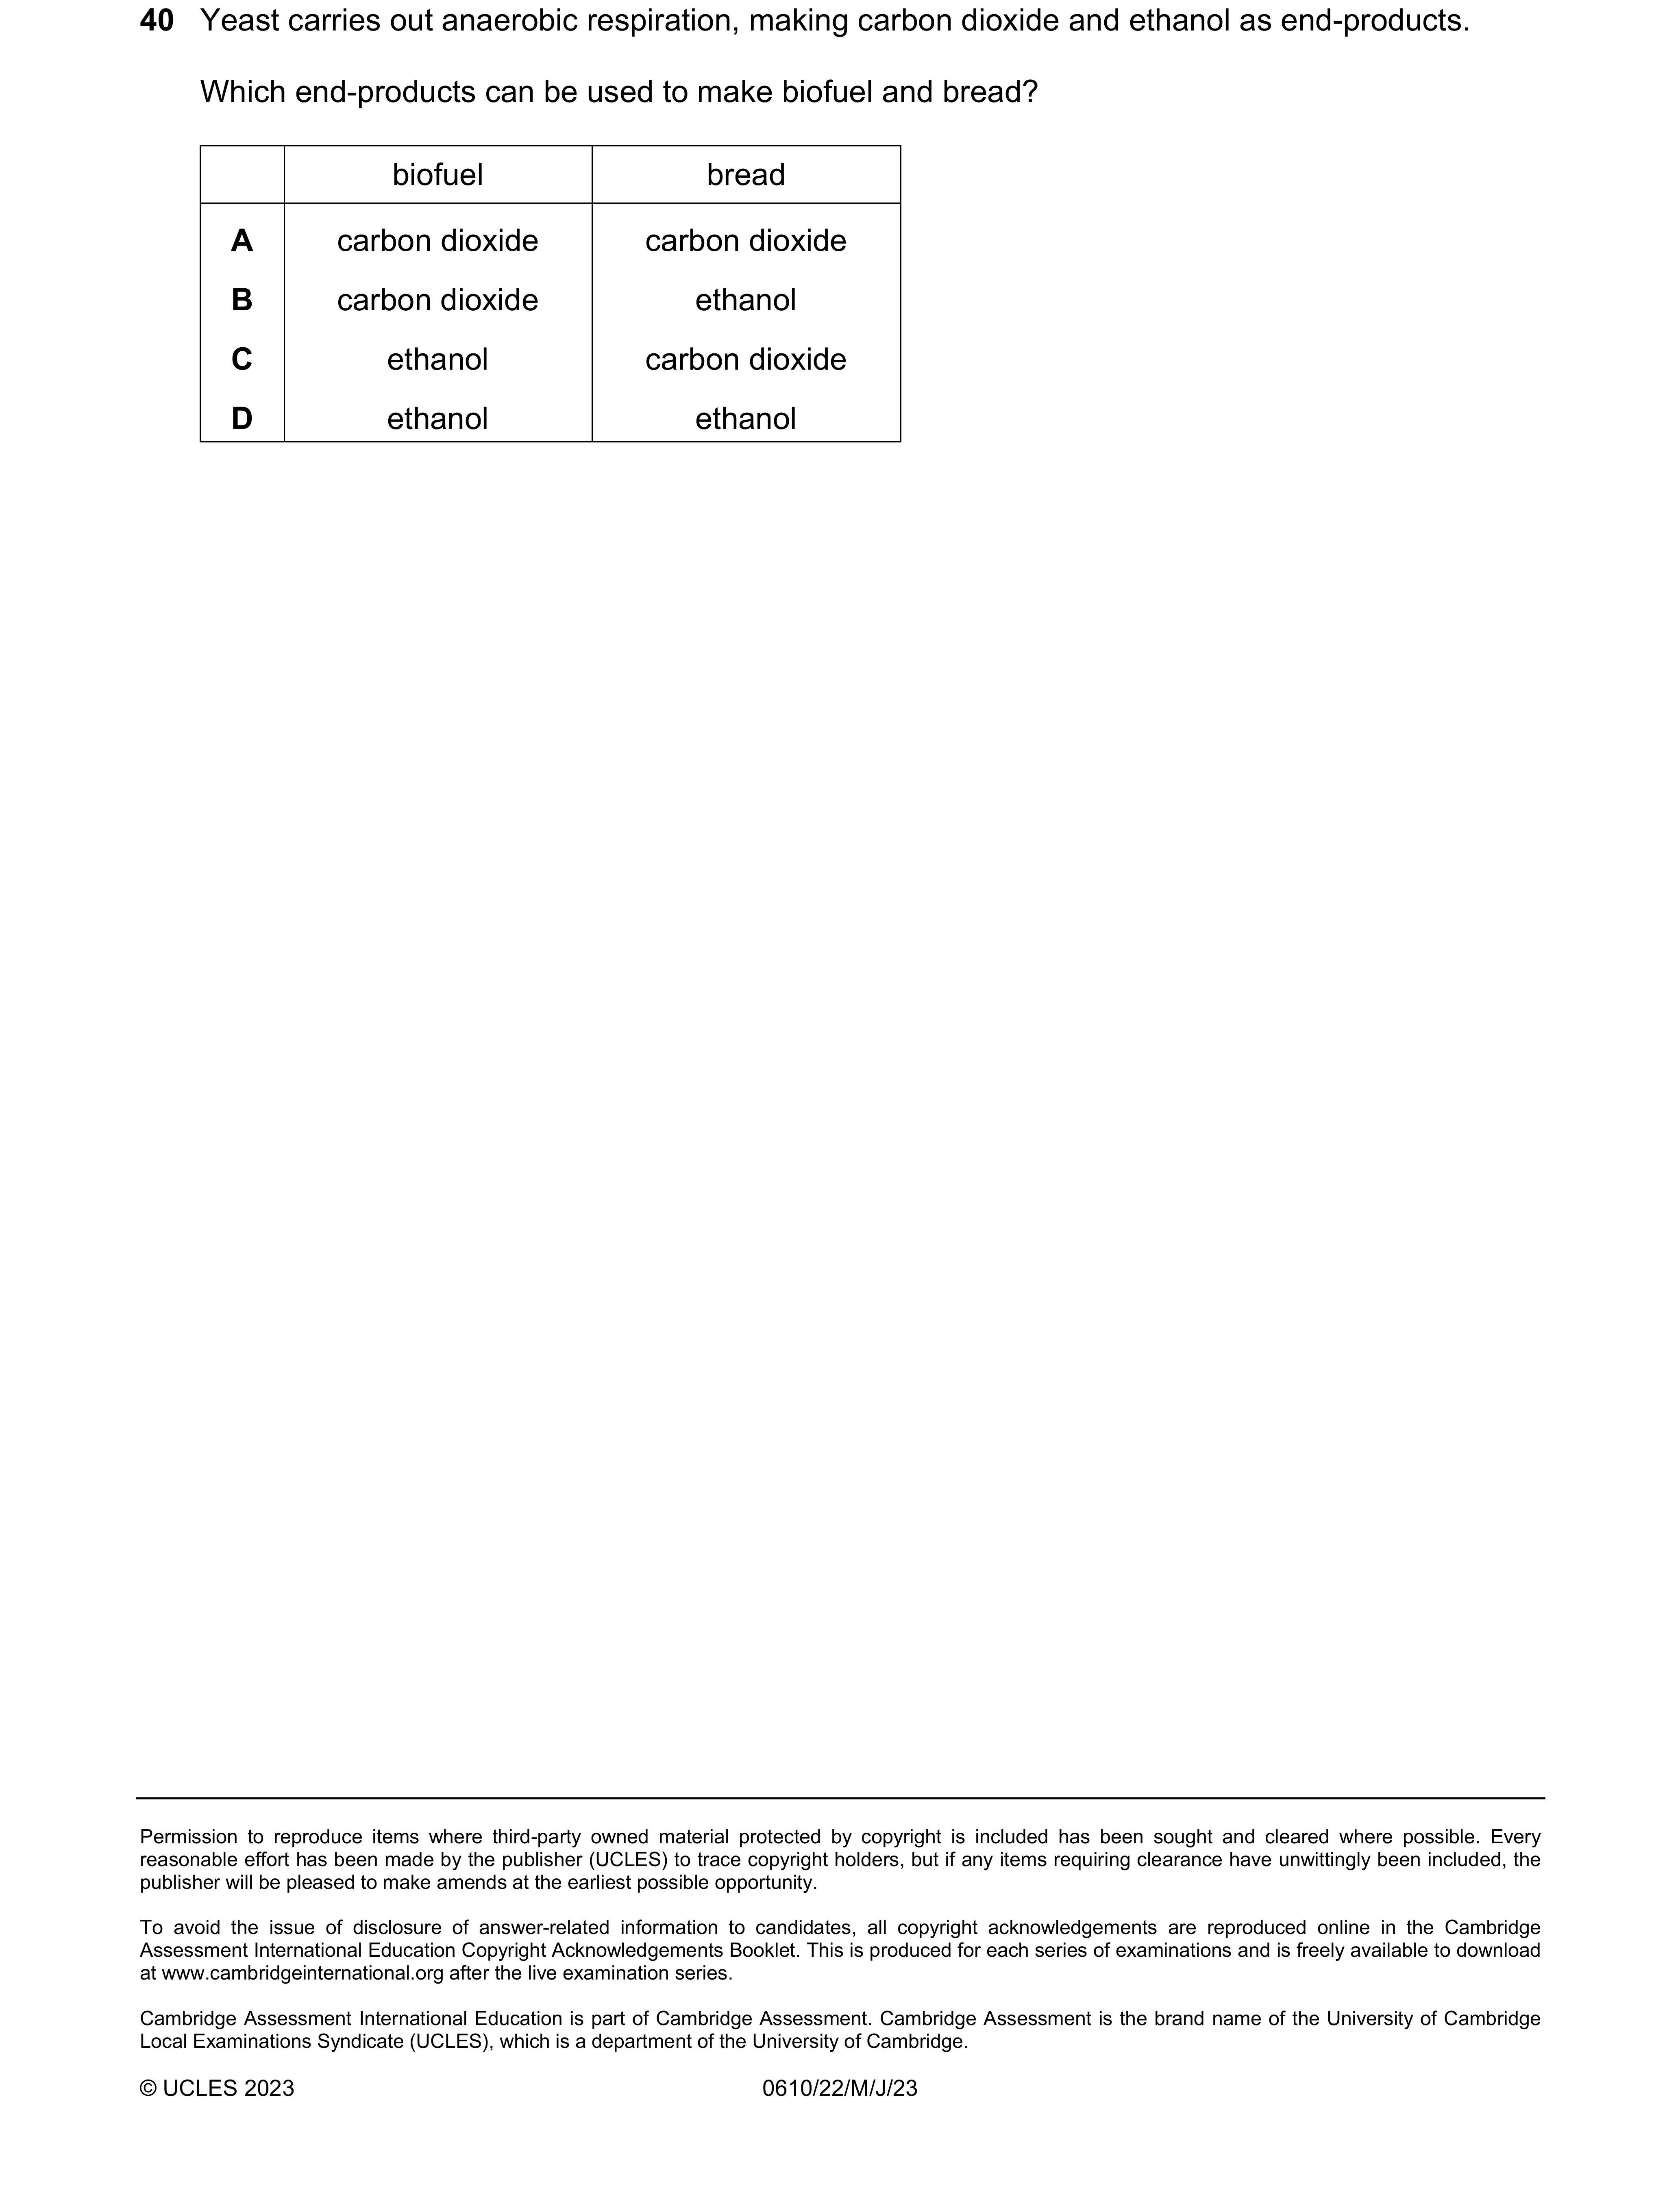 40 Yeast carries out anaerobic respiration, making carbon dioxide and ethanol as end-products.
Which end-products can be used to make biofuel and bread?
biofuel bread
A carbon dioxide carbon dioxide
B carbon dioxide ethanol
C ethanol carbon dioxide
D ethanol ethanol
Permission to reproduce items where third-party owned material protected by copyright is included has been sought and cleared where possible. Every
reasonable effort has been made by the publisher (UCLES) to trace copyright holders, but if any items requiring clearance have unwittingly been included, the
publisher will be pleased to make amends at the earliest possible opportunity.
To avoid the issue of disclosure of answer-related information to candidates, all copyright acknowledgements are reproduced online in the Cambridge
Assessment International Education Copyright Acknowledgements Booklet. This is produced for each series of examinations and is freely available to download
at www.cambridgeinternational.org after the live examination series.
Cambridge Assessment International Education is part of Cambridge Assessment. Cambridge Assessment is the brand name of the University of Cambridge
Local Examinations Syndicate (UCLES), which is a department of the University of Cambridge.
© UCLES 2023 0610/22/M/J/23